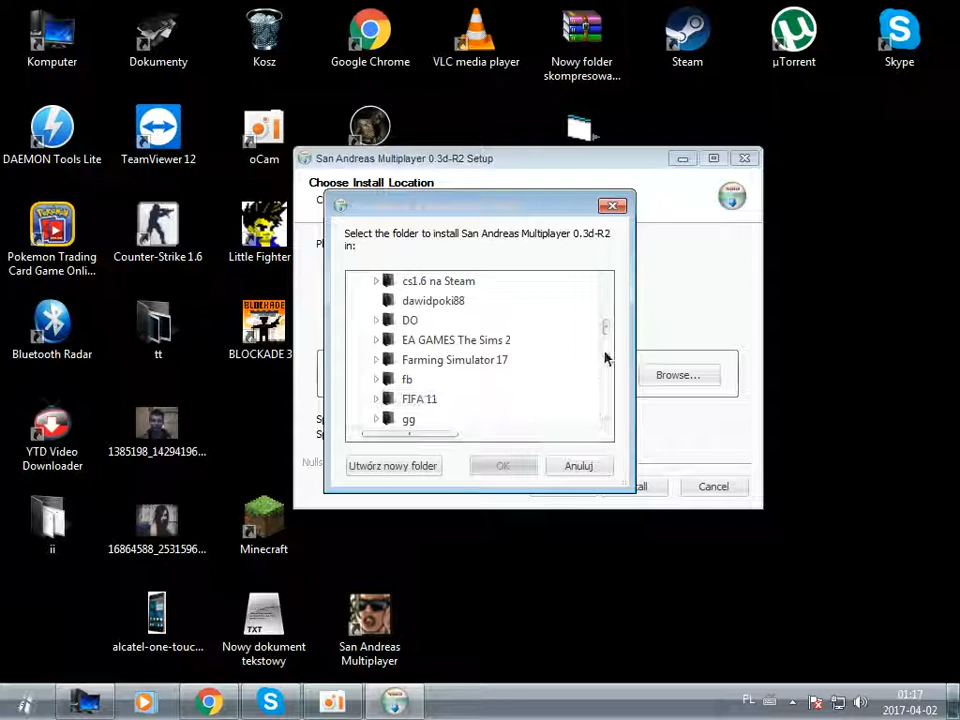 Komputer
Dokumenty
Kosz
Google Chrome
VLC media player
Nowy folder
skompresowa...
Steam
µTorrent
Skype
DAEMON Tools Lite
TeamViewer 12
oCam
San Andreas Multiplayer 0.3d-R2 Setup
Choose Install Location
Select the folder to install San Andreas Multiplayer 0.3d-R2
in:
cs1.6 na Steam
dawidpoki88
DO
EA GAMES The Sims 2
Farming Simulator 17
fb
FIFA 11
gg
Browse...
Utwórz nowy folder
OK
Anuluj
Cancel
Pokemon Trading
Card Game Onli...
Counter-Strike 1.6
Little Fighter
Bluetooth Radar
tt
BLOCKADE 3
YTD Video
Downloader
1385198_14294196...
ii
16864588_2531596...
Minecraft
alcatel-one-touc...
TXT
Nowy dokument
tekstowy
San Andreas
Multiplayer
PL
01:17
2017-04-02